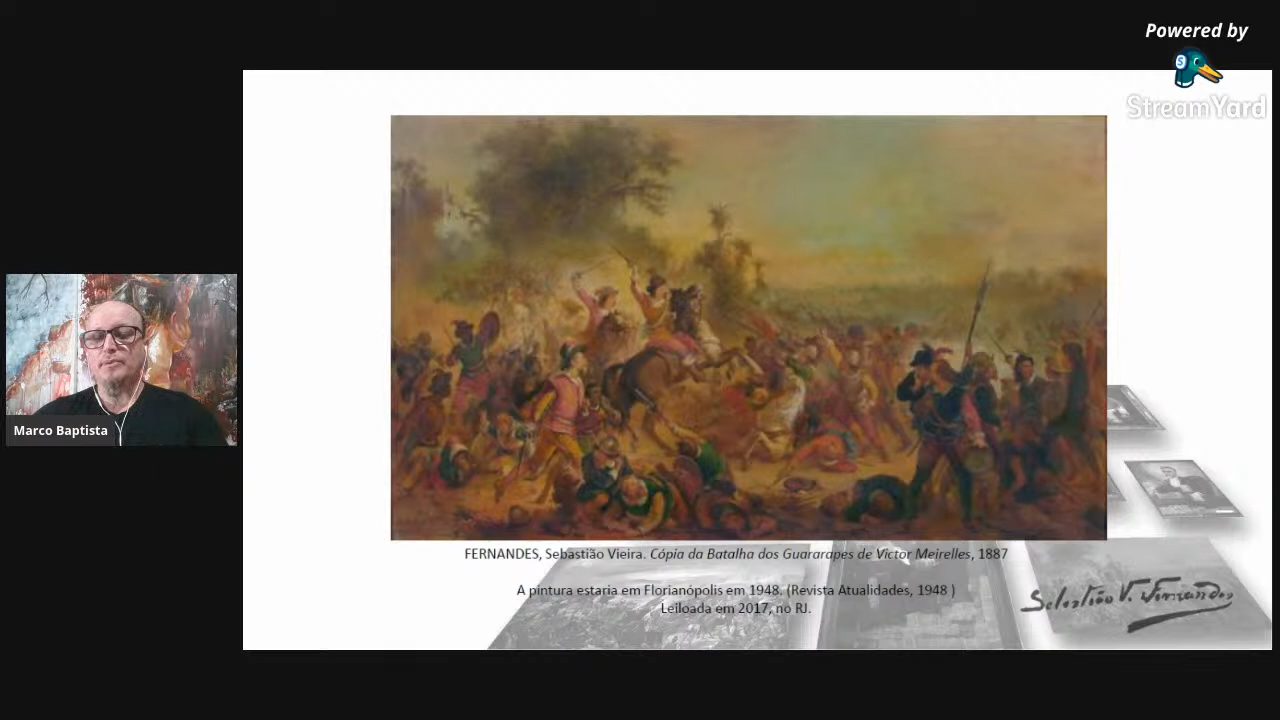 Powered by
StreamYard
FERNANDES, Sebastião Vieira. Cópia da Batalha dos Guararapes de Victor Meirelles, 1887
A pintura estaria em Florianópolis em 1948. (Revista Atualidades, 1948 )
Leiloada em 2017, no RJ.
Sebastião V. Fernandes
Marco Baptista